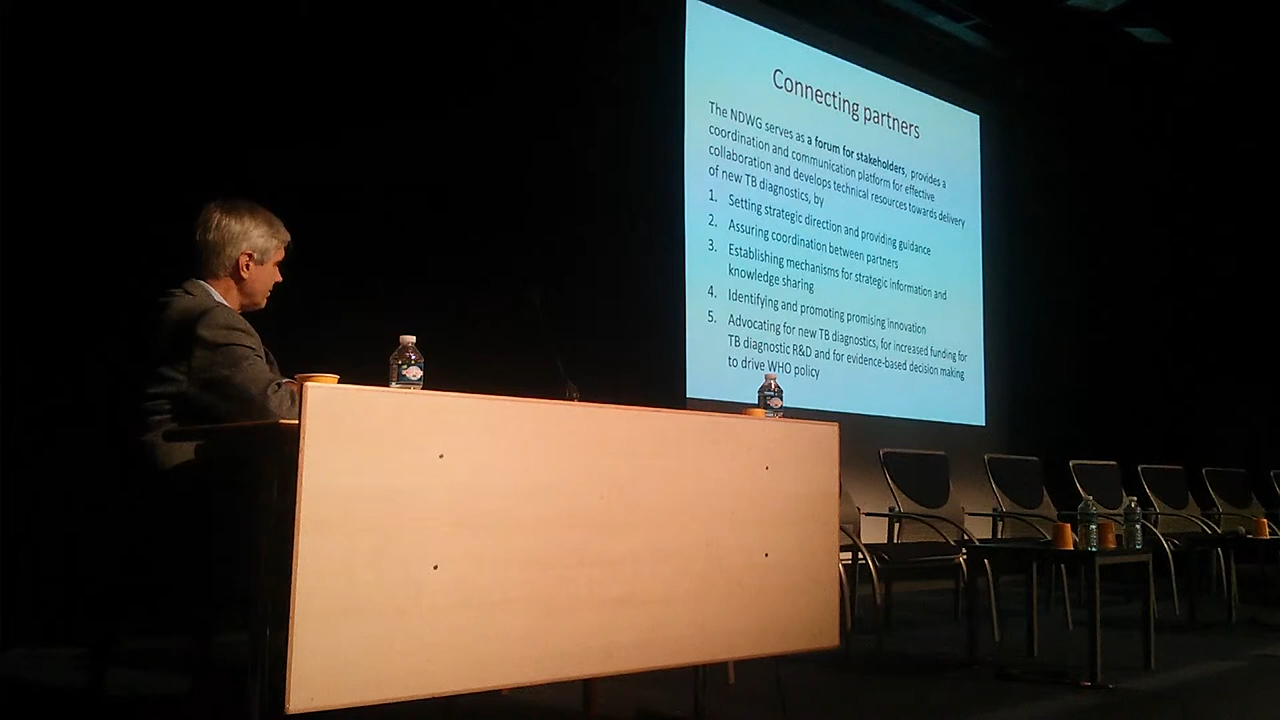 Connecting partners
The NDWG serves as a forum for stakeholders, provides a
coordination and communication platform for effective
collaboration and develops technical resources towards delivery
of new TB diagnostics, by
1. Setting strategic direction and providing guidance
2. Assuring coordination between partners
3. Establishing mechanisms for strategic information and
knowledge sharing
4. Identifying and promoting promising innovation
5. Advocating for new TB diagnostics, for increased funding for
TB diagnostic R&D and for evidence-based decision making
to drive WHO policy